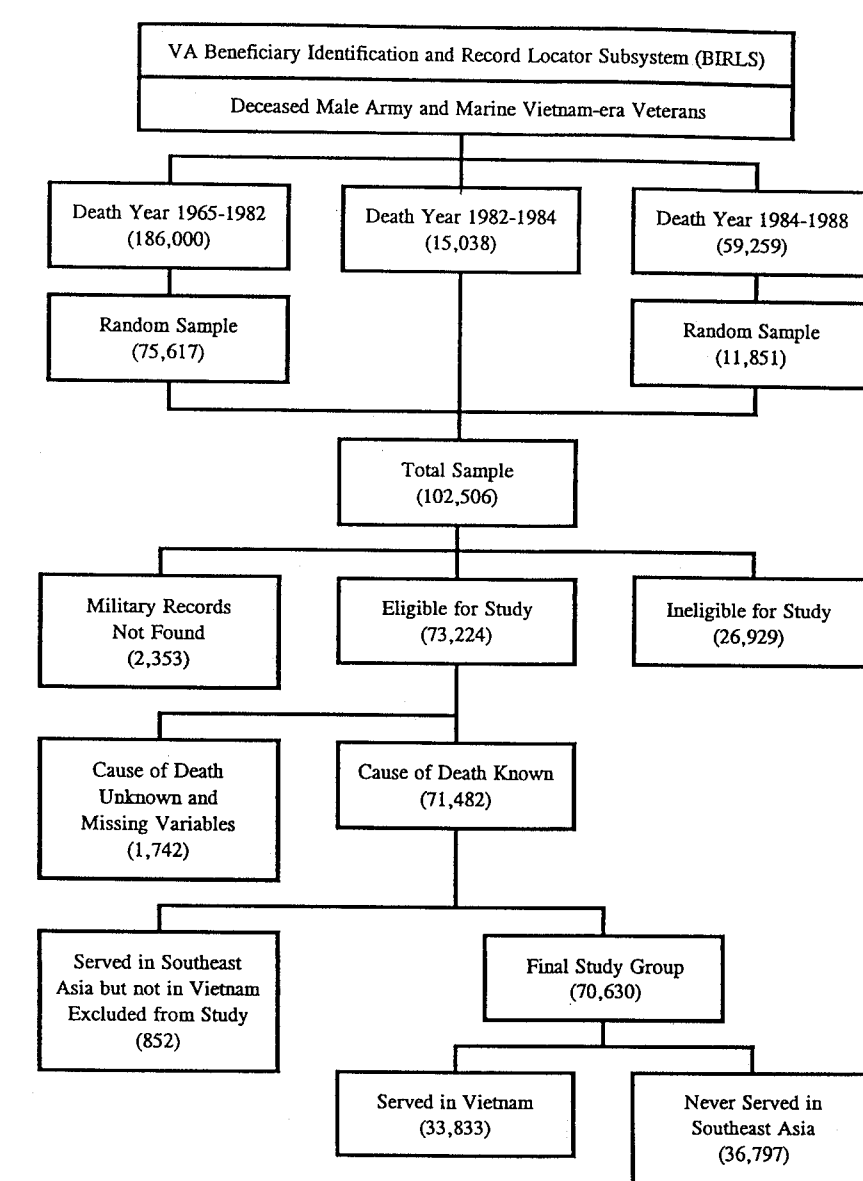 VA Beneficiary Identification and Record Locator Subsystem (BIRLS)
Deceased Male Army and Marine Vietnam-era Veterans
Death Year 1965-1982
(186,000)
Death Year 1982-1984
(15,038)
Death Year 1984-1988
(59,259)
Random Sample
(75,617)
Random Sample
(11,851)
Total Sample
(102,506)
Military Records
Not Found
(2,353)
Eligible for Study
(73,224)
Ineligible for Study
(26,929)
Cause of Death
Unknown and
Missing Variables
(1,742)
Cause of Death Known
(71,482)
Served in Southeast
Asia but not in Vietnam
Excluded from Study
(852)
Final Study Group
(70,630)
Served in Vietnam
(33,833)
Never Served in
Southeast Asia
(36,797)